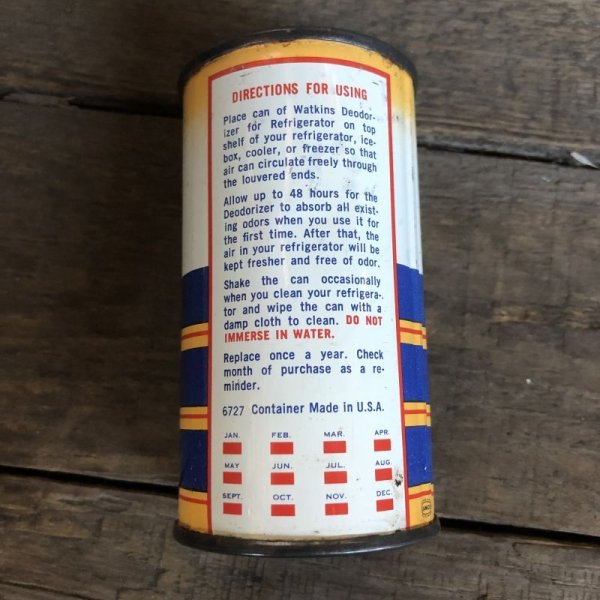 DIRECTIONS FOR USING
Place can of Watkins Deodor-
izer for Refrigerator on top
shelf of your refrigerator, ice-
box, cooler, or freezer so that
air can circulate freely through
the louvered ends.
Allow up to 48 hours for the
Deodorizer to absorb all exist-
ing odors when you use it for
the first time. After that, the
air in your refrigerator will be
kept fresher and free of odor.
Shake the can occasionally
when you clean your refrigera-
tor and wipe the can with a
damp cloth to clean. DO NOT
IMMERSE IN WATER.
Replace once a year. Check
month of purchase as a re-
minder.
6727 Container Made in U.S.A.
JAN. FEB. MAR. APR.
MAY JUN. JUL. AUG.
SEPT. OCT. NOV. DEC.